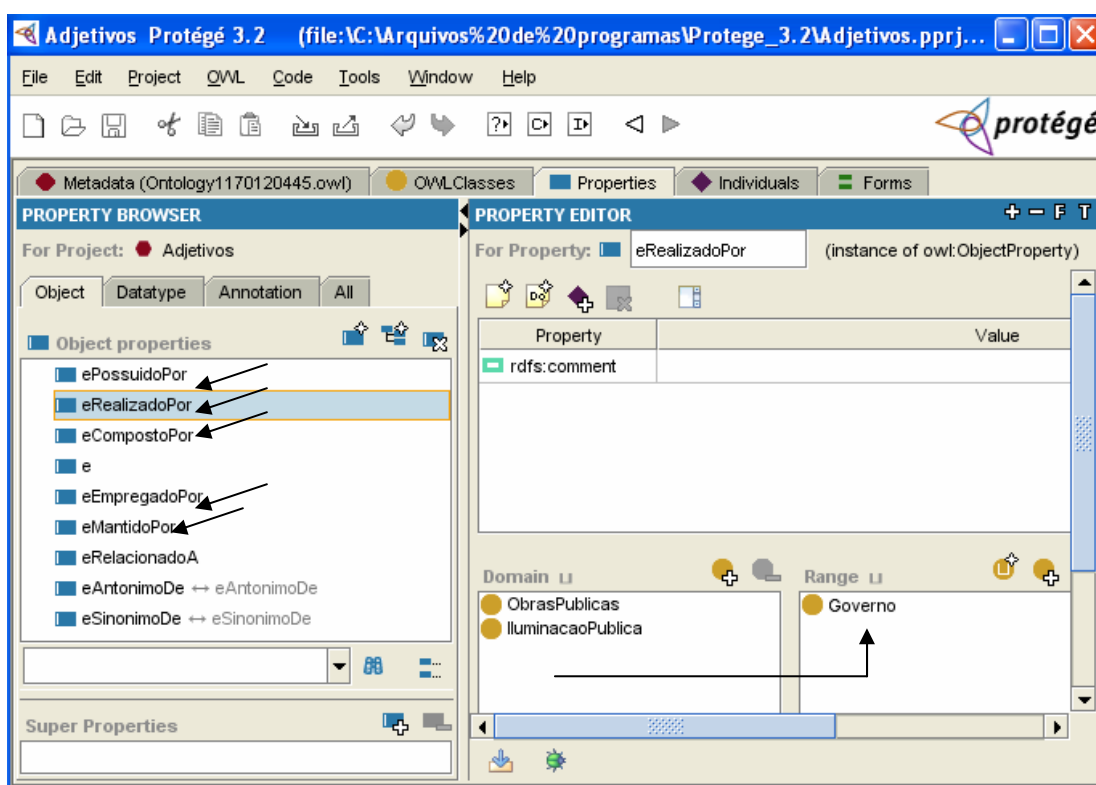 Adjetivos Protégé 3.2 (file:\C:\Arquivos%20de%20programas\Protege_3.2\Adjetivos.pprj...
File Edit Project OWL Code Tools Window Help
protégé
Metadata (Ontology1170120445.owl) OWLClasses Properties Individuals Forms
PROPERTY BROWSER
For Project: Adjetivos
Object Datatype Annotation All
Object properties
ePossuidoPor
eRealizadoPor
eCompostoPor
e
eEmpregadoPor
eMantidoPor
eRelacionadoA
eAntonimoDe ↔ eAntonimoDe
eSinonimoDe ↔ eSinonimoDe
Super Properties
PROPERTY EDITOR
For Property: eRealizadoPor (instance of owl:ObjectProperty)
Property Value
rdfs:comment
Domain ⊔ Range ⊔
ObrasPublicas Governo
IluminacaoPublica